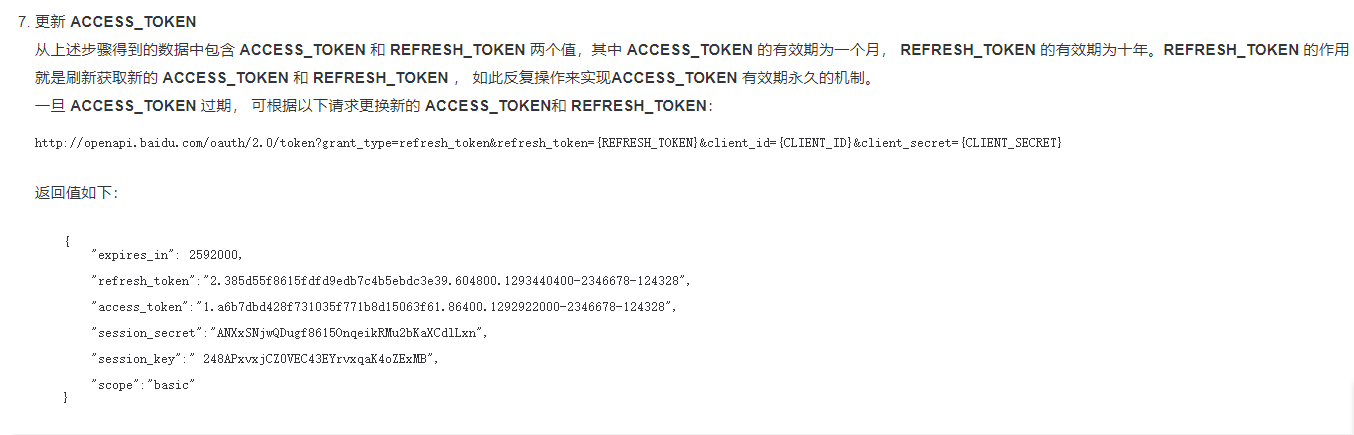 7. 更新 ACCESS_TOKEN
从上述步骤得到的数据中包含 ACCESS_TOKEN 和 REFRESH_TOKEN 两个值，其中 ACCESS_TOKEN 的有效期为一个月， REFRESH_TOKEN 的有效期为十年。REFRESH_TOKEN 的作用
就是刷新获取新的 ACCESS_TOKEN 和 REFRESH_TOKEN ， 如此反复操作来实现ACCESS_TOKEN 有效期永久的机制。
一旦 ACCESS_TOKEN 过期， 可根据以下请求更换新的 ACCESS_TOKEN和 REFRESH_TOKEN：
http://openapi.baidu.com/oauth/2.0/token?grant_type=refresh_token&refresh_token={REFRESH_TOKEN}&client_id={CLIENT_ID}&client_secret={CLIENT_SECRET}
返回值如下：
{
"expires_in": 2592000,
"refresh_token":"2.385d55f8615fdfd9edb7c4b5ebdc3e39.604800.1293440400-2346678-124328",
"access_token":"1.a6b7dbd428f731035f771b8d15063f61.86400.1292922000-2346678-124328",
"session_secret":"ANXxSNjwQDugf8615OnqeikRMu2bKaXCdlLxn",
"session_key":" 248APxvxjCZ0VEC43EYrvxqaK4oZExMB",
"scope":"basic"
}